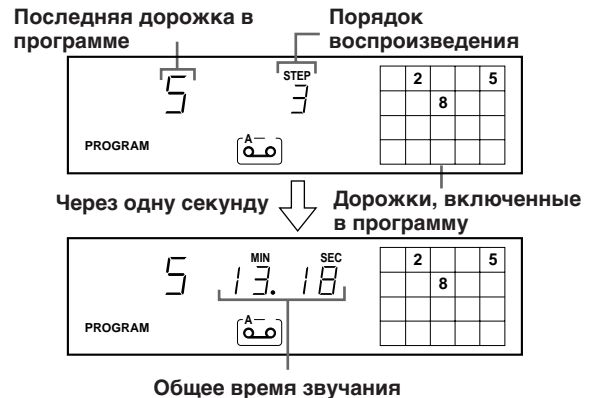 Последняя дорожка в программе
Порядок воспроизведения
STEP
5 3
2 5
8
PROGRAM
A
Через одну секунду
Дорожки, включенные в программу
MIN SEC
5 13. 18
2 5
8
PROGRAM
A
Общее время звучания